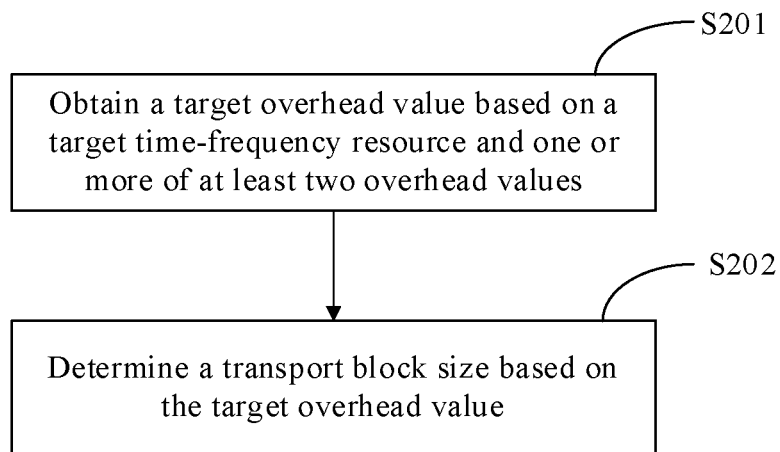 S201
Obtain a target overhead value based on a
target time-frequency resource and one or
more of at least two overhead values
S202
Determine a transport block size based on
the target overhead value